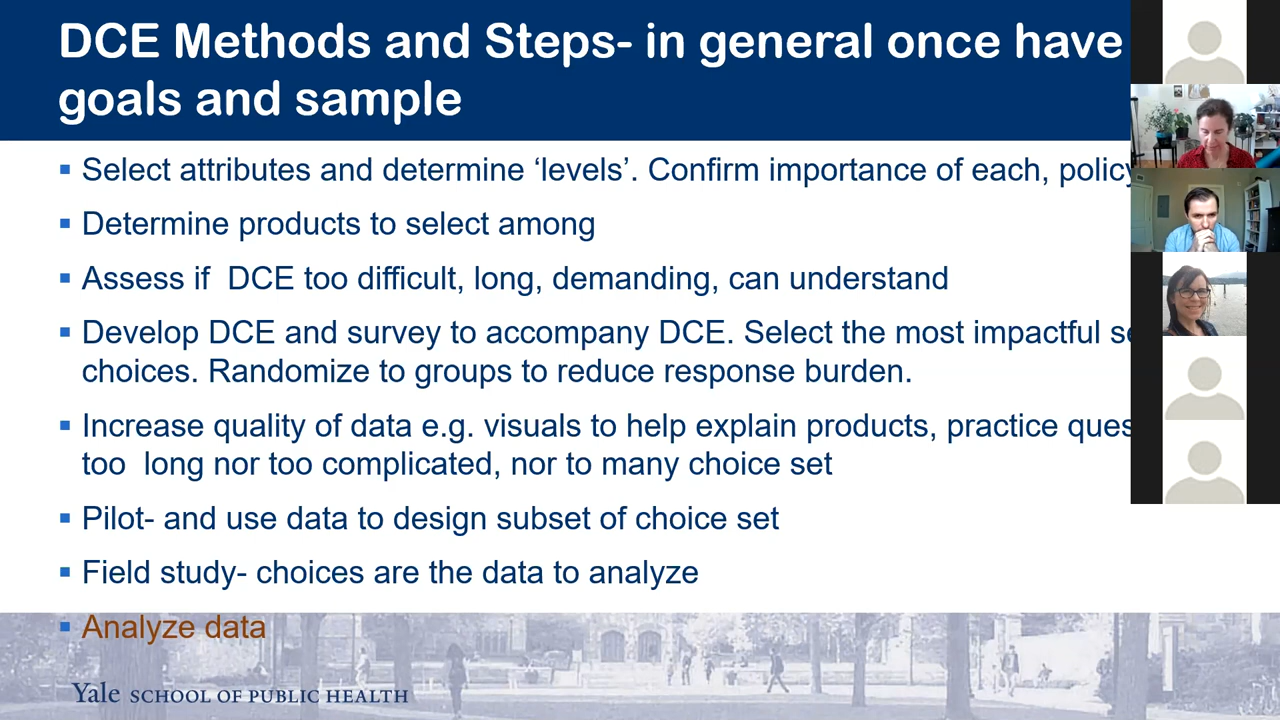 DCE Methods and Steps- in general once have
goals and sample
Select attributes and determine ‘levels’. Confirm importance of each, policy
Determine products to select among
Assess if DCE too difficult, long, demanding, can understand
Develop DCE and survey to accompany DCE. Select the most impactful
choices. Randomize to groups to reduce response burden.
Increase quality of data e.g. visuals to help explain products, practice
too long nor too complicated, nor to many choice set
Pilot- and use data to design subset of choice set
Field study- choices are the data to analyze
Analyze data
Yale SCHOOL OF PUBLIC HEALTH